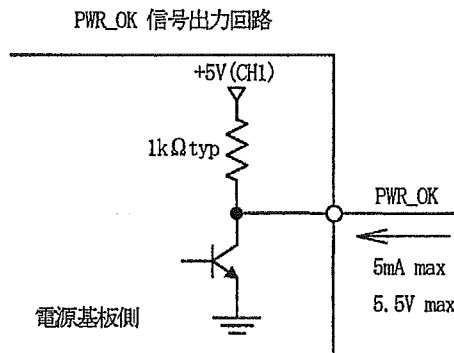 PWR_OK 信号出力回路
+5V(CH1)
1kΩtyp
PWR_OK
5mA max
5.5V max
電源基板側